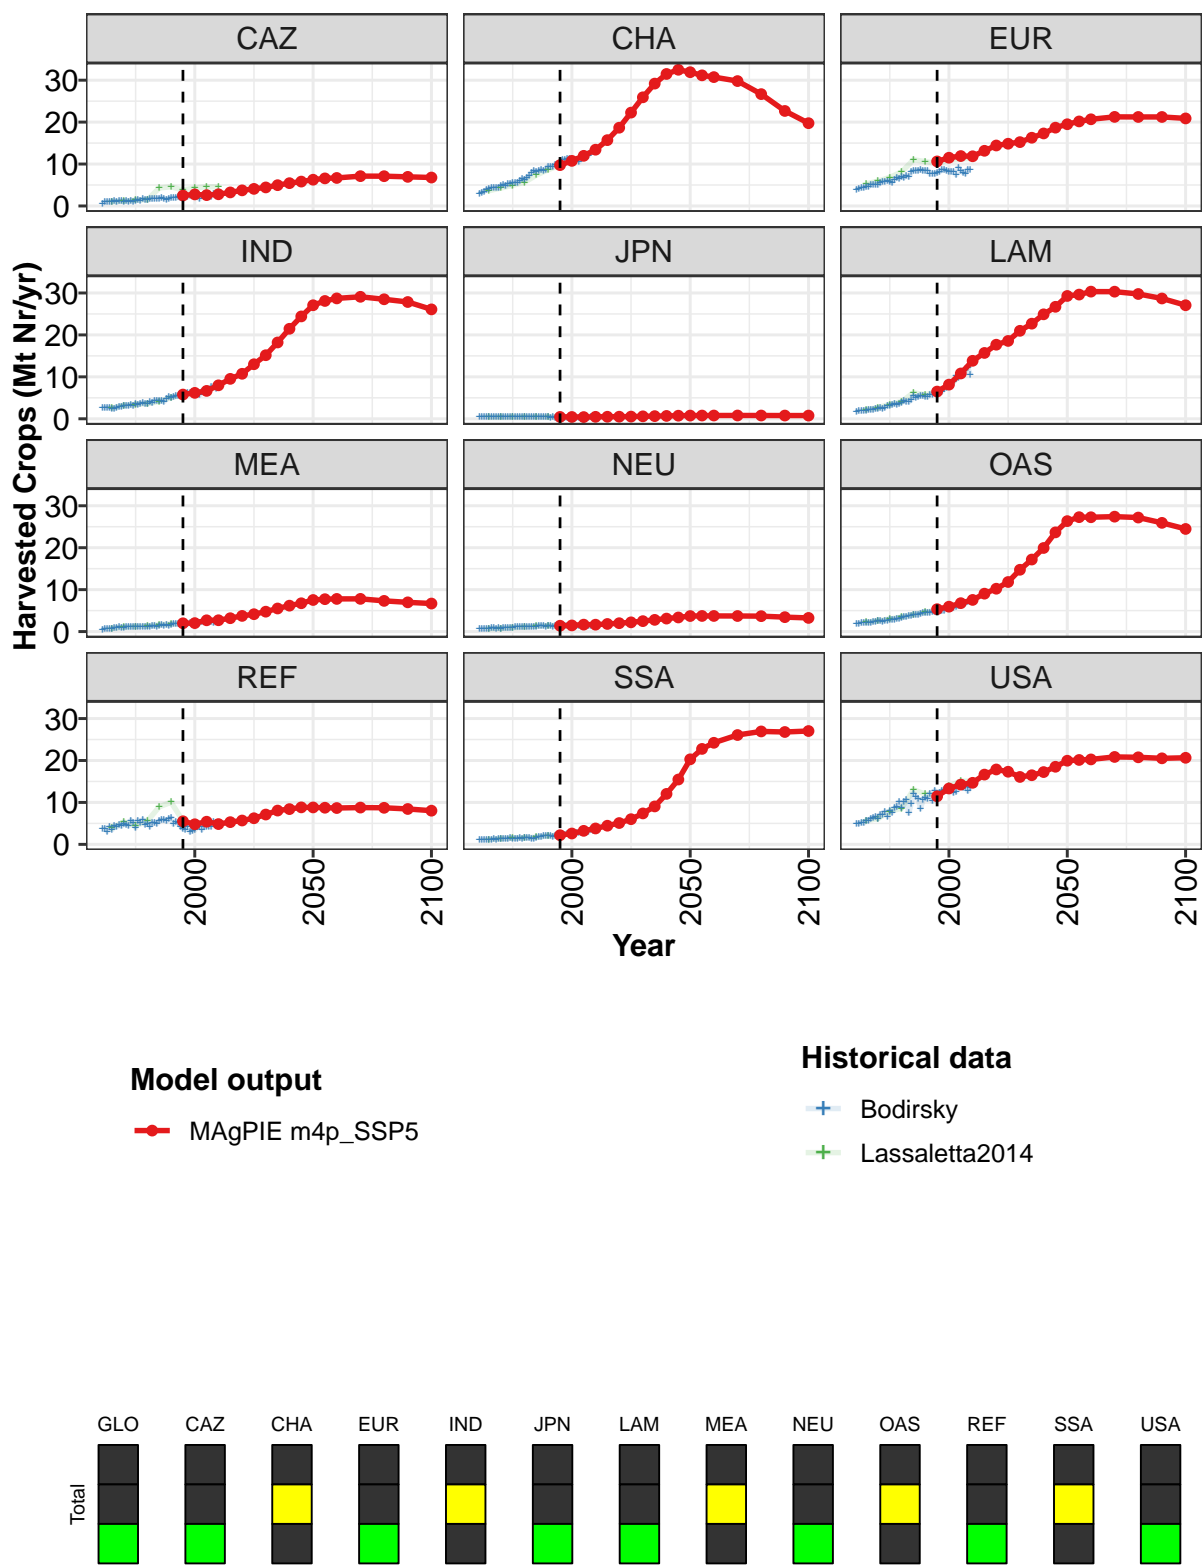 CAZ CHA EUR
30
20
10
0
IND JPN LAM
30
20
10
0
MEA NEU OAS
30
20
10
0
REF SSA USA
30
20
10
0
2000 2050 2100 2000 2050 2100 2000 2050 2100
Year
Harvested Crops (Mt Nr/yr)
Model output
MAgPIE m4p_SSP5
Historical data
Bodirsky
Lassaletta2014
GLO CAZ CHA EUR IND JPN LAM MEA NEU OAS REF SSA USA
Total